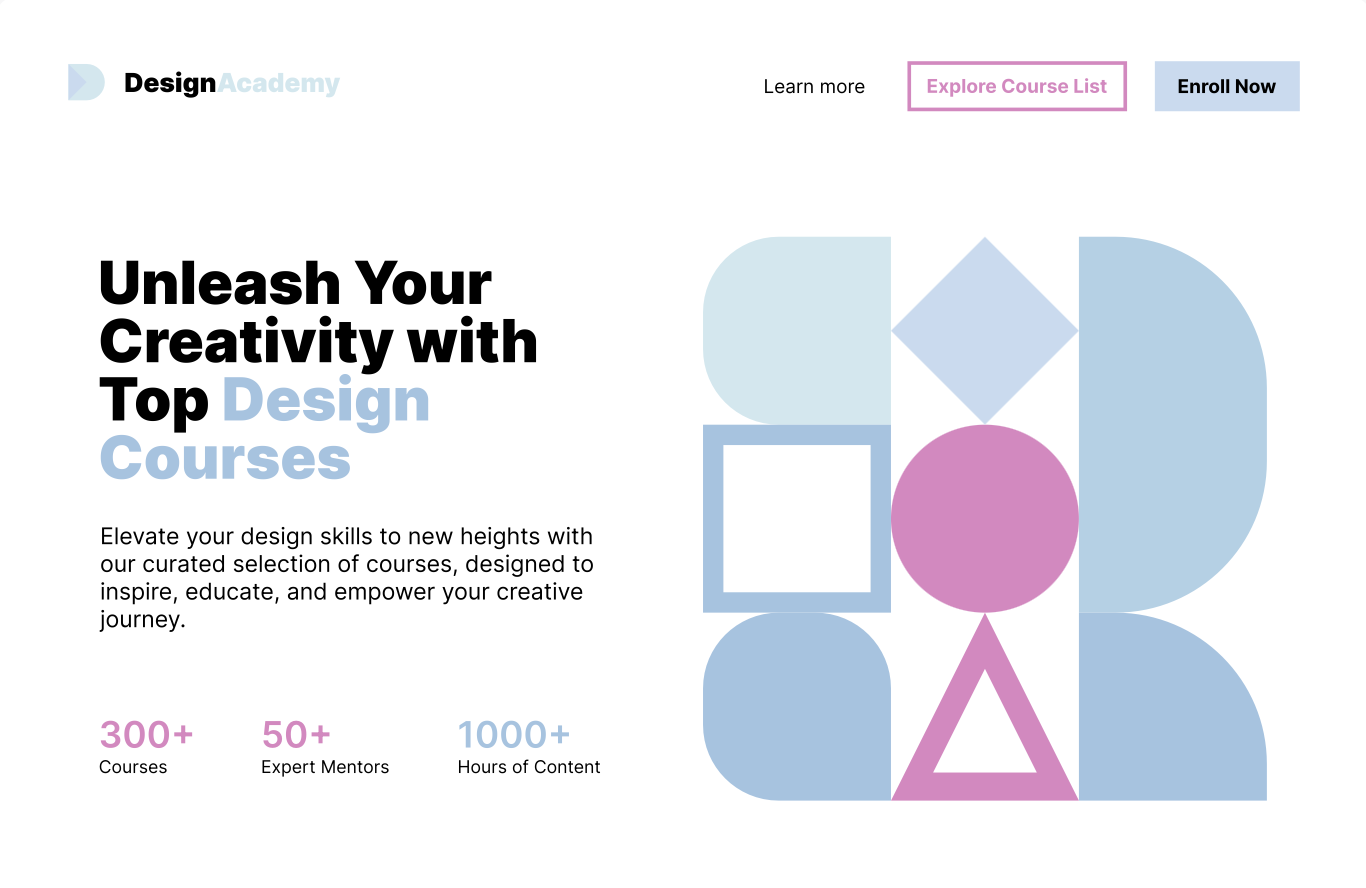 DesignAcademy
Learn more
Explore Course List
Enroll Now
Unleash Your
Creativity with
Top Design
Courses
Elevate your design skills to new heights with
our curated selection of courses, designed to
inspire, educate, and empower your creative
journey.
300+
Courses
50+
Expert Mentors
1000+
Hours of Content